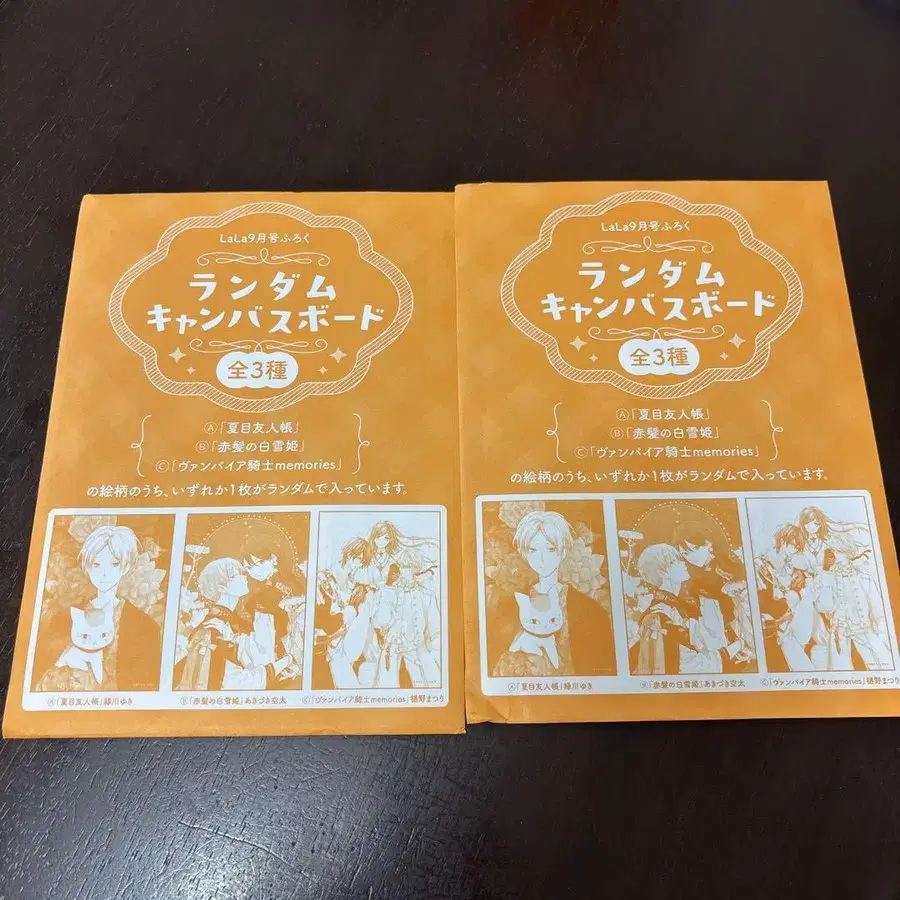 LaLa9月号ふろく
ランダム
キャンバスボード
全3種
Ⓐ「夏目友人帳」
Ⓑ「赤髪の白雪姫」
Ⓒ「ヴァンパイア騎士memories」
の絵柄のうち、いずれか1枚がランダムで入っています。
Ⓐ「夏目友人帳」緑川ゆき
Ⓑ「赤髪の白雪姫」あきづき空太
Ⓒ「ヴァンパイア騎士memories」樋野まつり
LaLa9月号ふろく
ランダム
キャンバスボード
全3種
Ⓐ「夏目友人帳」
Ⓑ「赤髪の白雪姫」
Ⓒ「ヴァンパイア騎士memories」
の絵柄のうち、いずれか1枚がランダムで入っています。
Ⓐ「夏目友人帳」緑川ゆき
Ⓑ「赤髪の白雪姫」あきづき空太
Ⓒ「ヴァンパイア騎士memories」樋野まつり